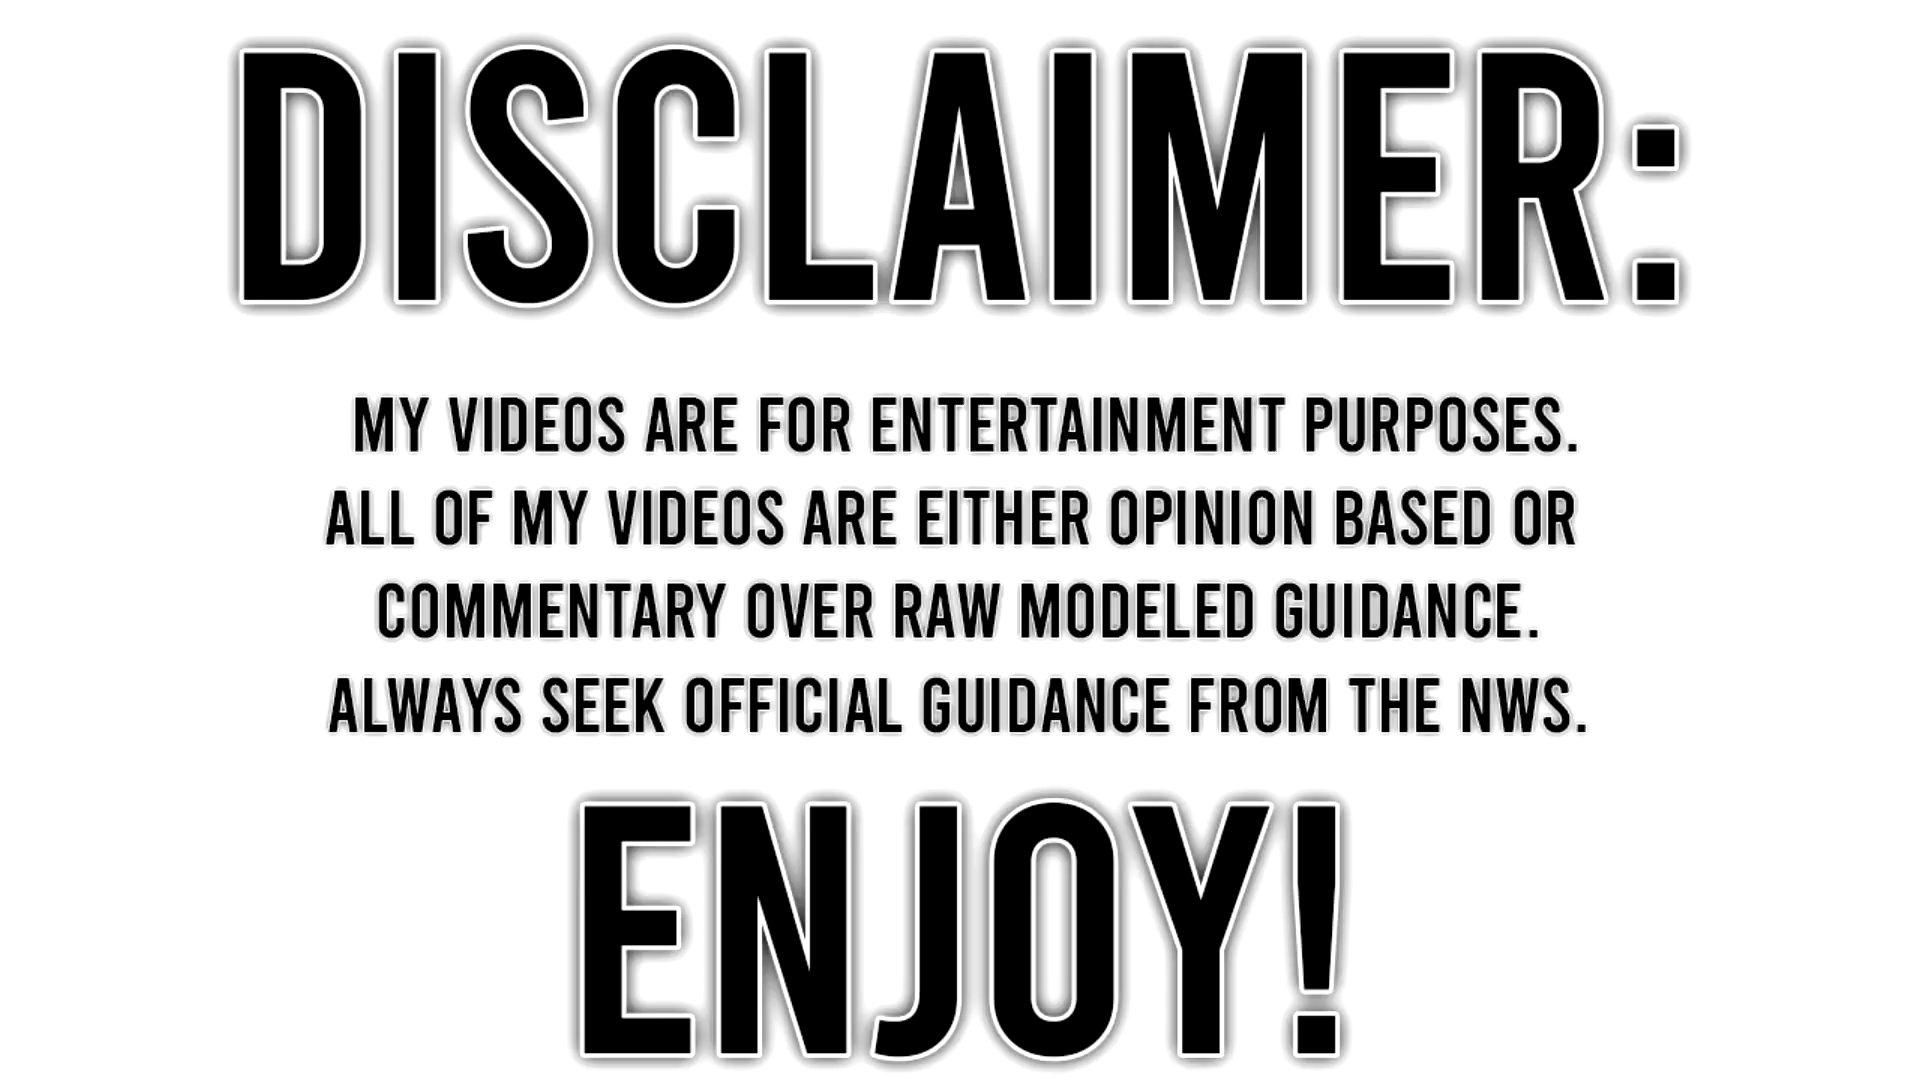 DISCLAIMER:
MY VIDEOS ARE FOR ENTERTAINMENT PURPOSES.
ALL OF MY VIDEOS ARE EITHER OPINION BASED OR
COMMENTARY OVER RAW MODELED GUIDANCE.
ALWAYS SEEK OFFICIAL GUIDANCE FROM THE NWS.
ENJOY!